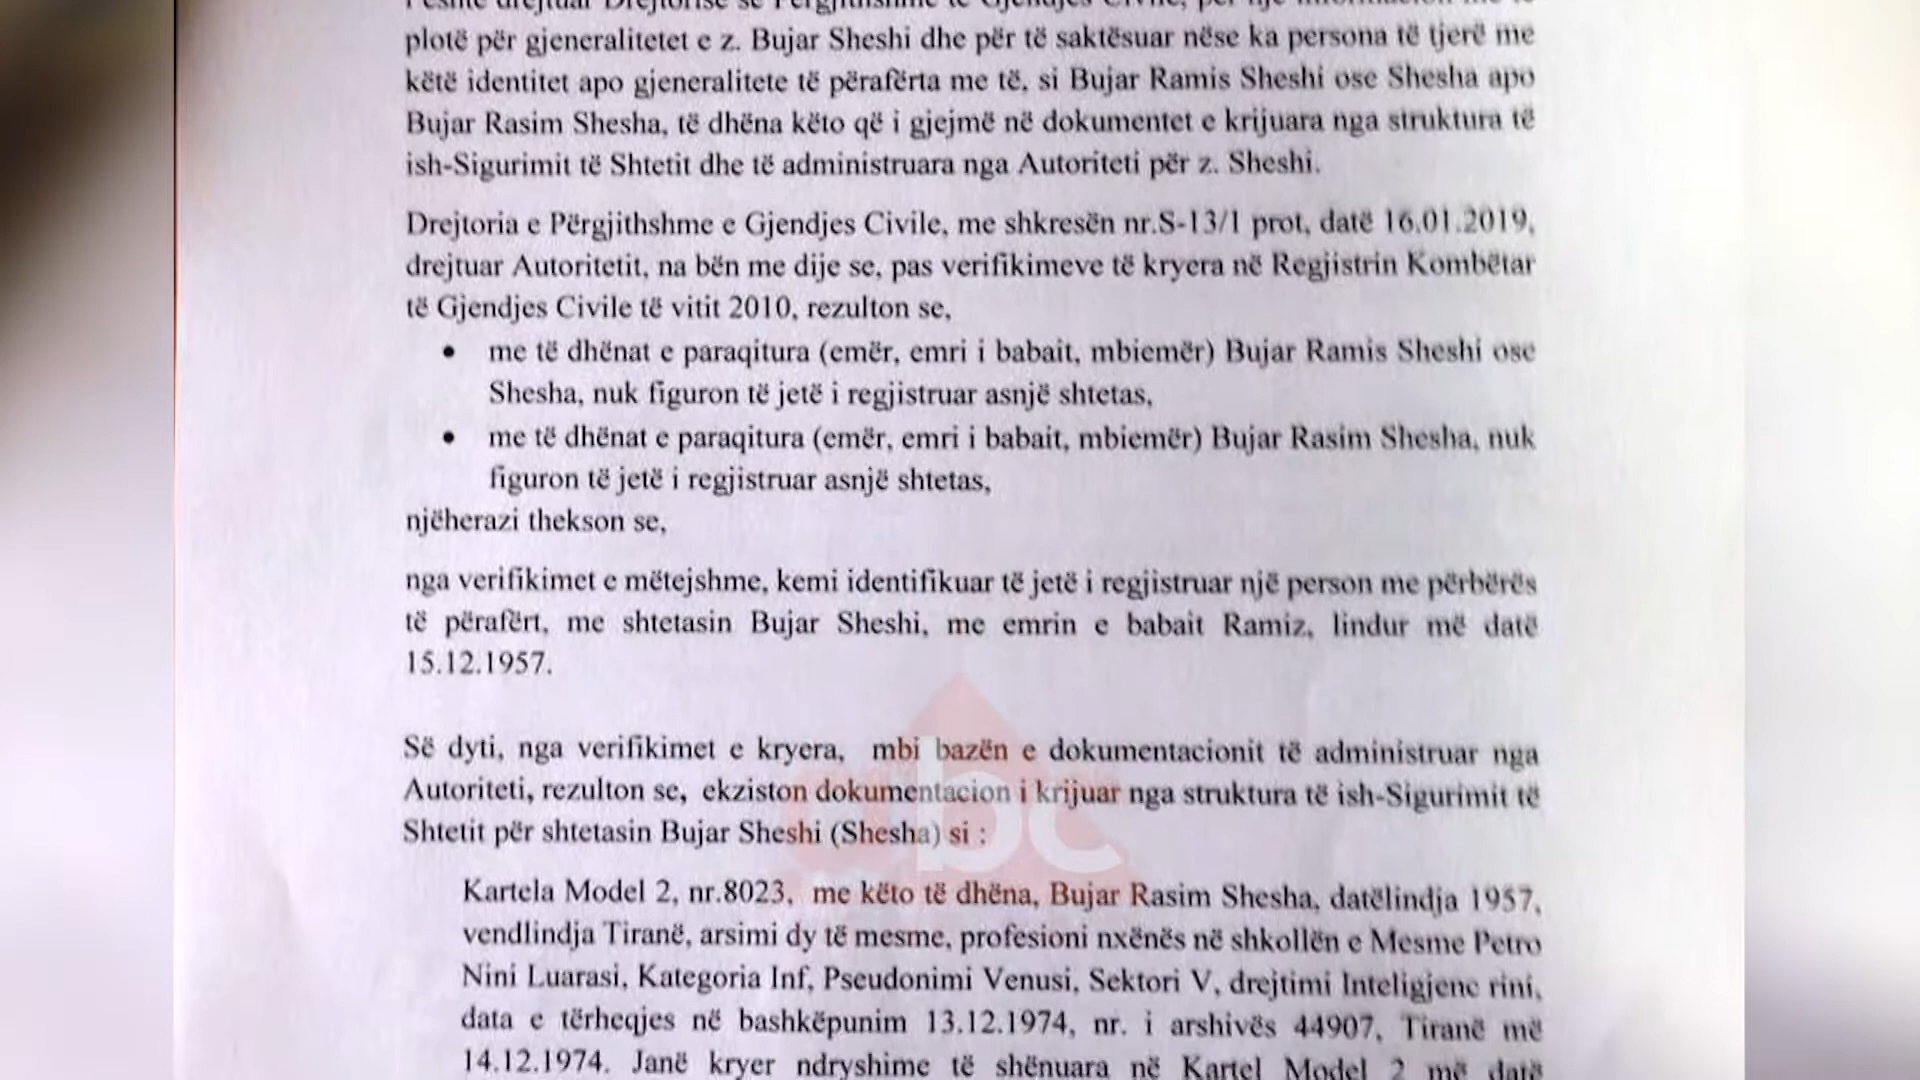 plotë për gjeneralitetet e z. Bujar Sheshi dhe për të saktësuar nëse ka persona të tjerë me
këtë identitet apo gjeneralitete të përafërta me të, si Bujar Ramis Sheshi ose Shesha apo
Bujar Rasim Shesha, të dhëna këto që i gjejmë në dokumentet e krijuara nga struktura të
ish-Sigurimit të Shtetit dhe të administruara nga Autoriteti për z. Sheshi.
Drejtoria e Përgjithshme e Gjendjes Civile, me shkresën nr.S-13/1 prot, datë 16.01.2019,
drejtuar Autoritetit, na bën me dije se, pas verifikimeve të kryera në Regjistrin Kombëtar
të Gjendjes Civile të vitit 2010, rezulton se,
• me të dhënat e paraqitura (emër, emri i babait, mbiemër) Bujar Ramis Sheshi ose
Shesha, nuk figuron të jetë i regjistruar asnjë shtetas,
• me të dhënat e paraqitura (emër, emri i babait, mbiemër) Bujar Rasim Shesha, nuk
figuron të jetë i regjistruar asnjë shtetas,
njëherazi thekson se,
nga verifikimet e mëtejshme, kemi identifikuar të jetë i regjistruar një person me përbërës
të përafërt, me shtetasin Bujar Sheshi, me emrin e babait Ramiz, lindur më datë
15.12.1957.
Së dyti, nga verifikimet e kryera, mbi bazën e dokumentacionit të administruar nga
Autoriteti, rezulton se, ekziston dokumentacion i krijuar nga struktura të ish-Sigurimit të
Shtetit për shtetasin Bujar Sheshi (Shesha) si :
abc
Kartela Model 2, nr.8023, me këto të dhëna, Bujar Rasim Shesha, datëlindja 1957,
vendlindja Tiranë, arsimi dy të mesme, profesioni nxënës në shkollën e Mesme Petro
Nini Luarasi, Kategoria Inf, Pseudonimi Venusi, Sektori V, drejtimi Inteligjenc rini,
data e tërheqjes në bashkëpunim 13.12.1974, nr. i arshivës 44907, Tiranë më
14.12.1974. Janë kryer ndryshime të shënuara në Kartel Model 2 më datë